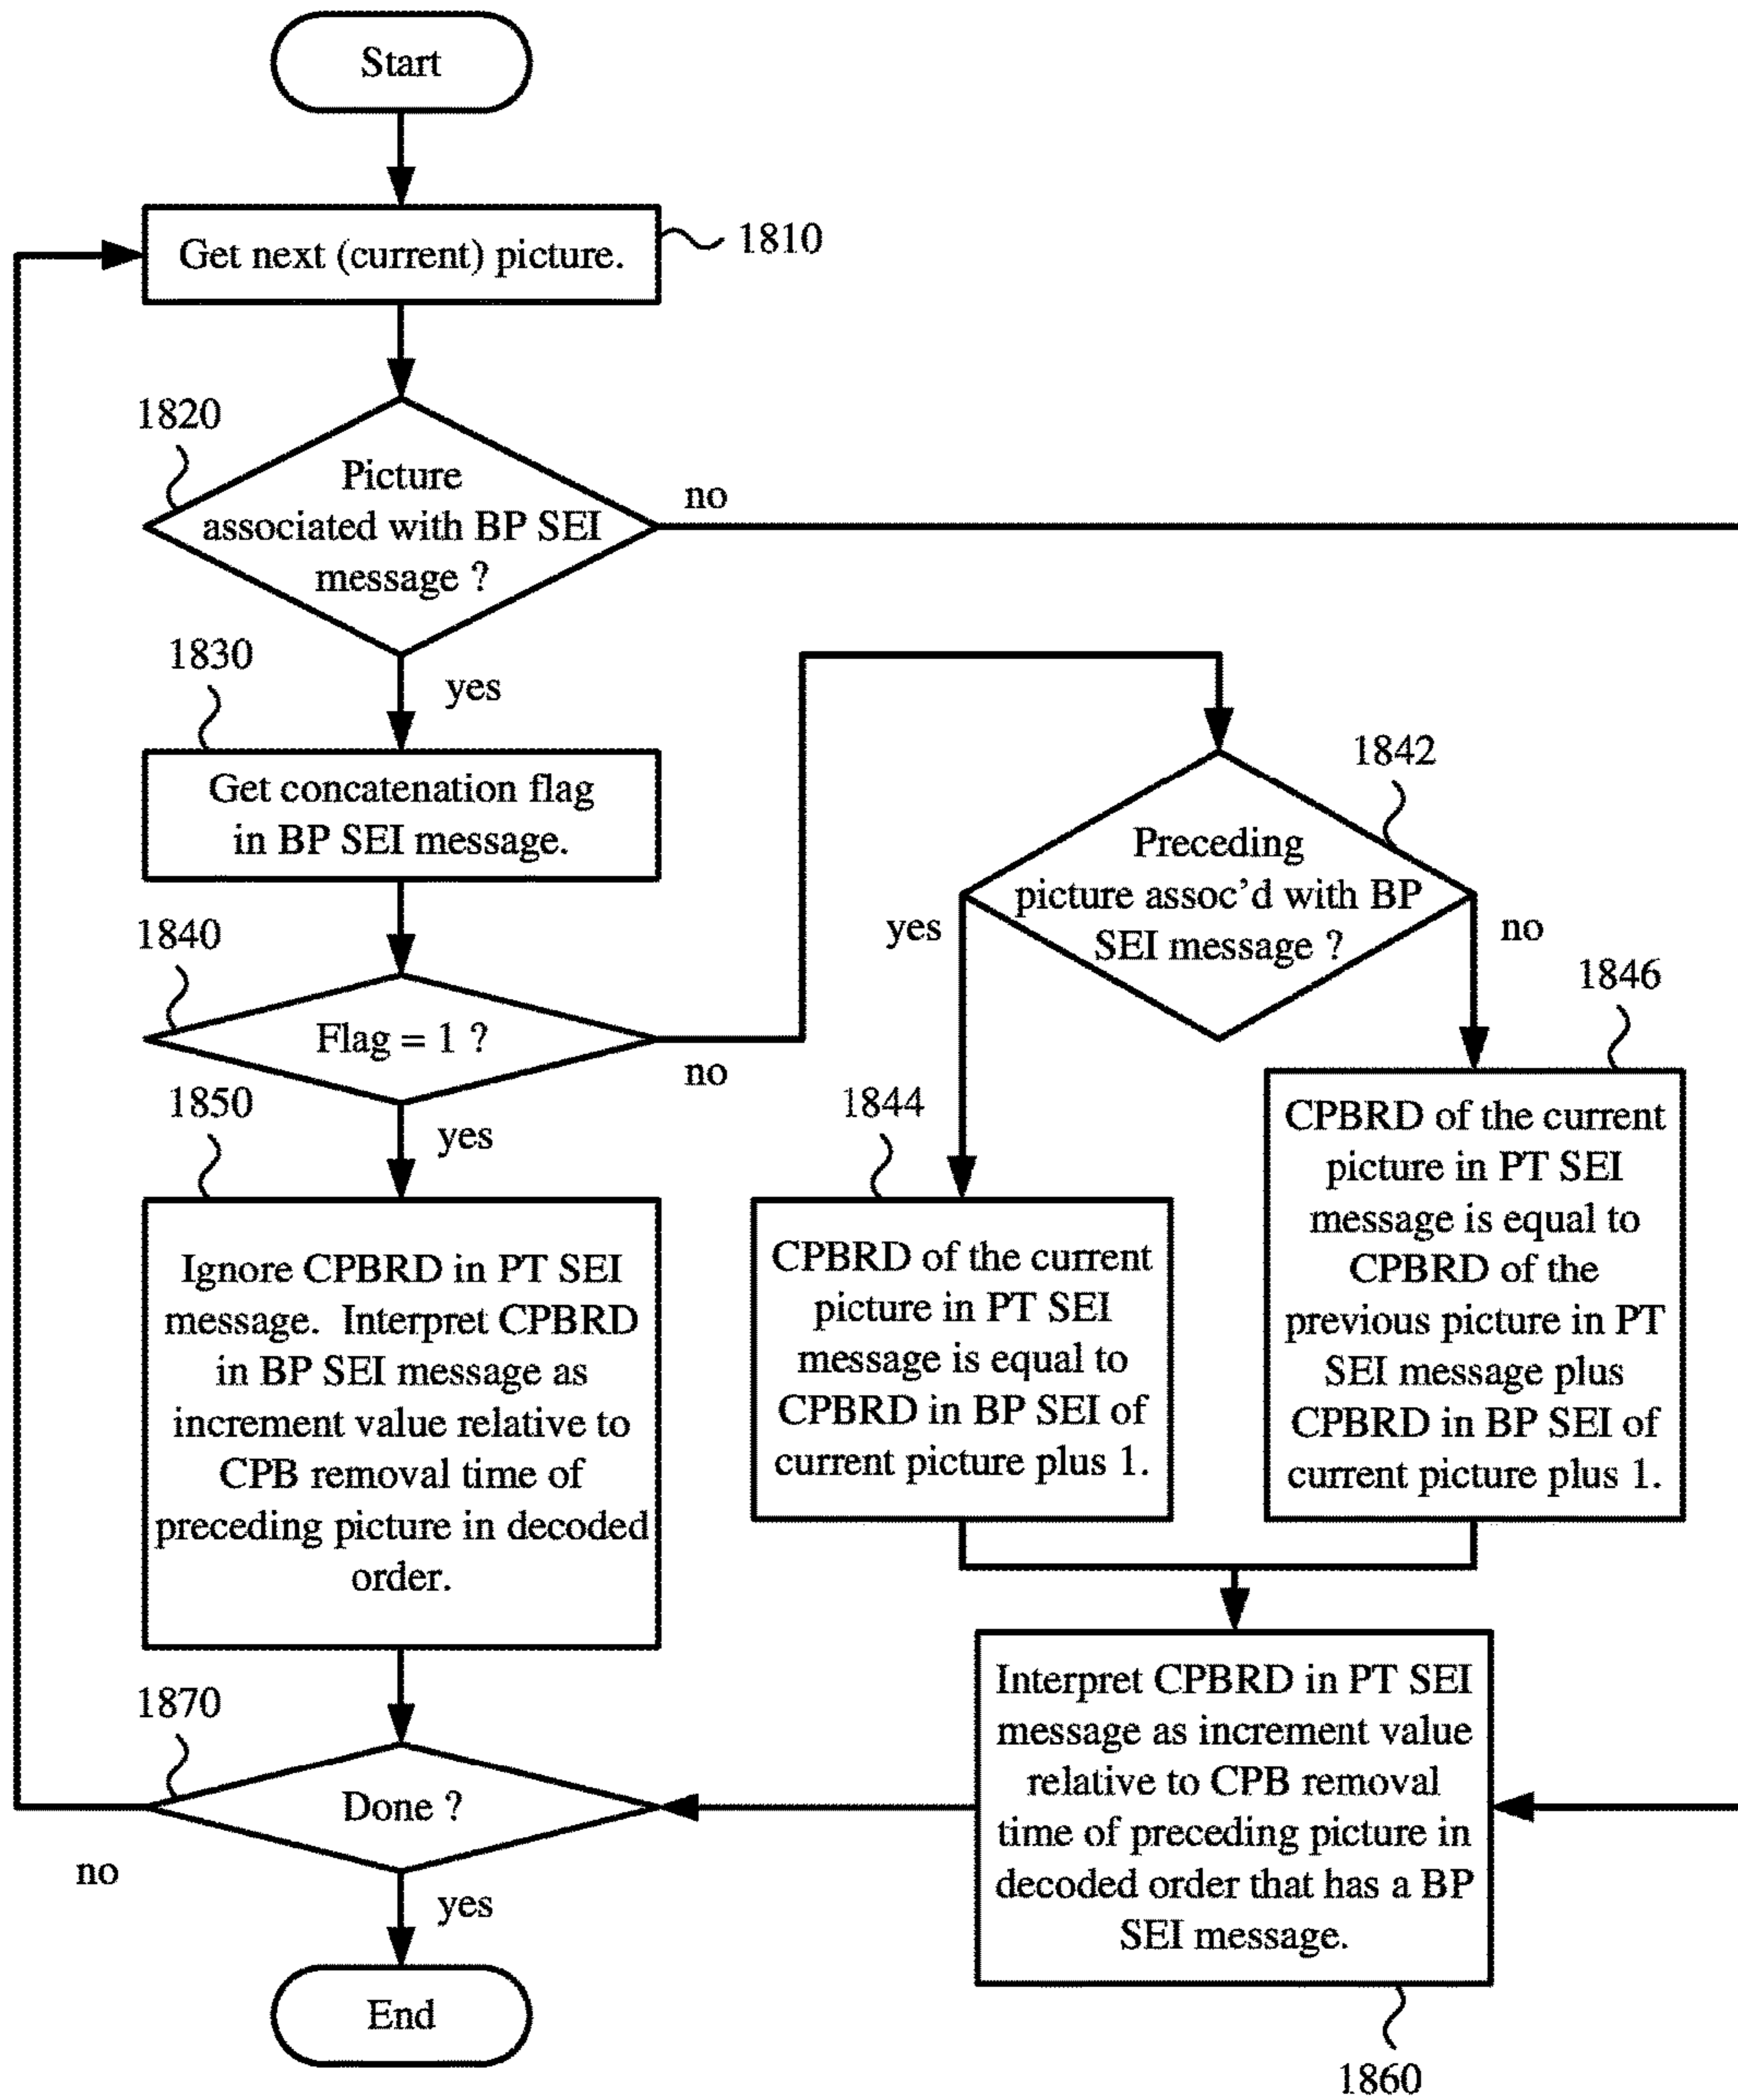 Start
Get next (current) picture.
1810
1820
Picture
associated with BP SEI
message ?
no
yes
1830
Get concatenation flag
in BP SEI message.
1840
Flag = 1 ?
no
yes
1842
Preceding
picture assoc'd with BP
SEI message ?
yes
no
1844
CPBRD of the current
picture in PT SEI
message is equal to
CPBRD in BP SEI of
current picture plus 1.
1846
CPBRD of the current
picture in PT SEI
message is equal to
CPBRD of the
previous picture in PT
SEI message plus
CPBRD in BP SEI of
current picture plus 1.
1850
Ignore CPBRD in PT SEI
message.  Interpret CPBRD
in BP SEI message as
increment value relative to
CPB removal time of
preceding picture in decoded
order.
Interpret CPBRD in PT SEI
message as increment value
relative to CPB removal
time of preceding picture in
decoded order that has a BP
SEI message.
1860
1870
Done ?
no
yes
End